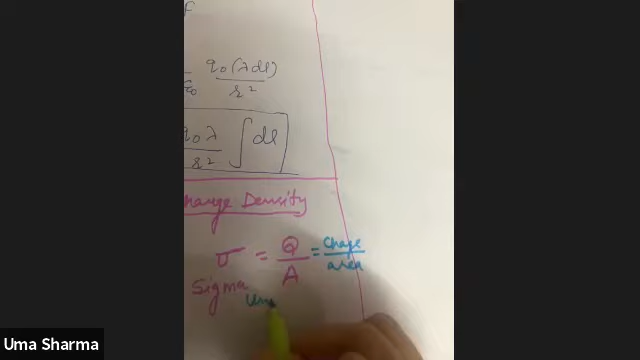 q₀(λdl)
r²
q₀λ ∫ dl
r²
Charge Density
σ = Q/A = Charge/area
Sigma
Uma Sharma